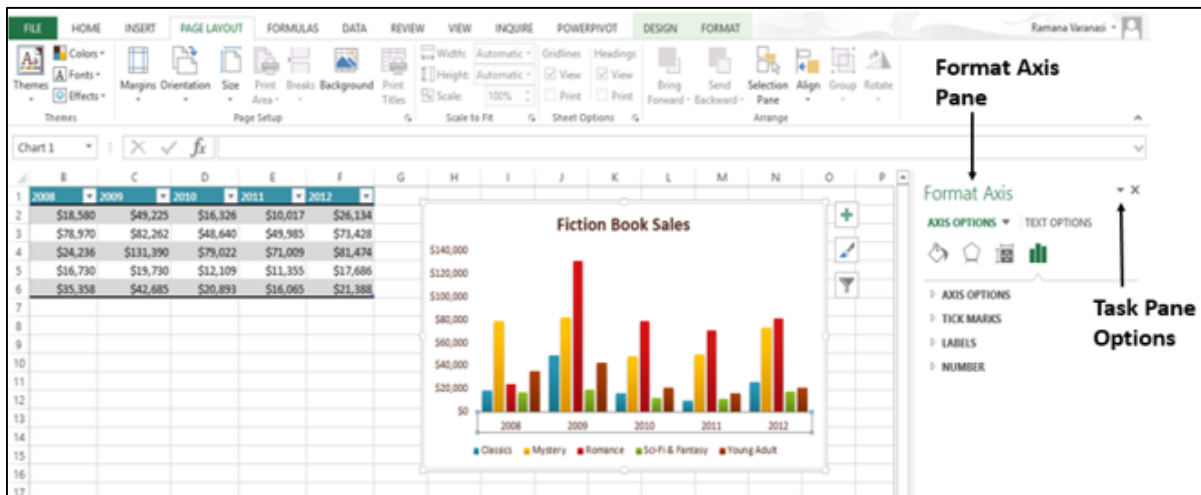 FILE HOME INSERT PAGE LAYOUT FORMULAS DATA REVIEW VIEW INQUIRE POWERPIVOT DESIGN FORMAT Ramana Varanasi
Colors
Fonts
Effects
Themes
Themes
Margins Orientation Size Print Area Breaks Background Print Titles
Page Setup
Width: Automatic
Height: Automatic
Scale: 100%
Scale to Fit
Gridlines Headings
View View
Print Print
Sheet Options
Bring Forward Send Backward Selection Pane Align Group Rotate
Arrange
Format Axis
Pane
Chart 1 fx
B C D E F G H I J K L M N O P
1 2008 2009 2010 2011 2012
2 $18,580 $49,225 $16,326 $10,017 $26,134
3 $78,970 $82,262 $48,640 $49,985 $73,428
4 $24,236 $131,390 $79,022 $71,009 $81,474
5 $16,730 $19,730 $12,109 $11,355 $17,686
6 $35,358 $42,685 $20,893 $16,065 $21,388
7
8
9
10
11
12
13
14
15
16
17
Fiction Book Sales
$140,000
$120,000
$100,000
$80,000
$60,000
$40,000
$20,000
$0
2008 2009 2010 2011 2012
Classics Mystery Romance Sci-Fi & Fantasy Young Adult
Format Axis
AXIS OPTIONS TEXT OPTIONS
AXIS OPTIONS
TICK MARKS
LABELS
NUMBER
Task Pane
Options